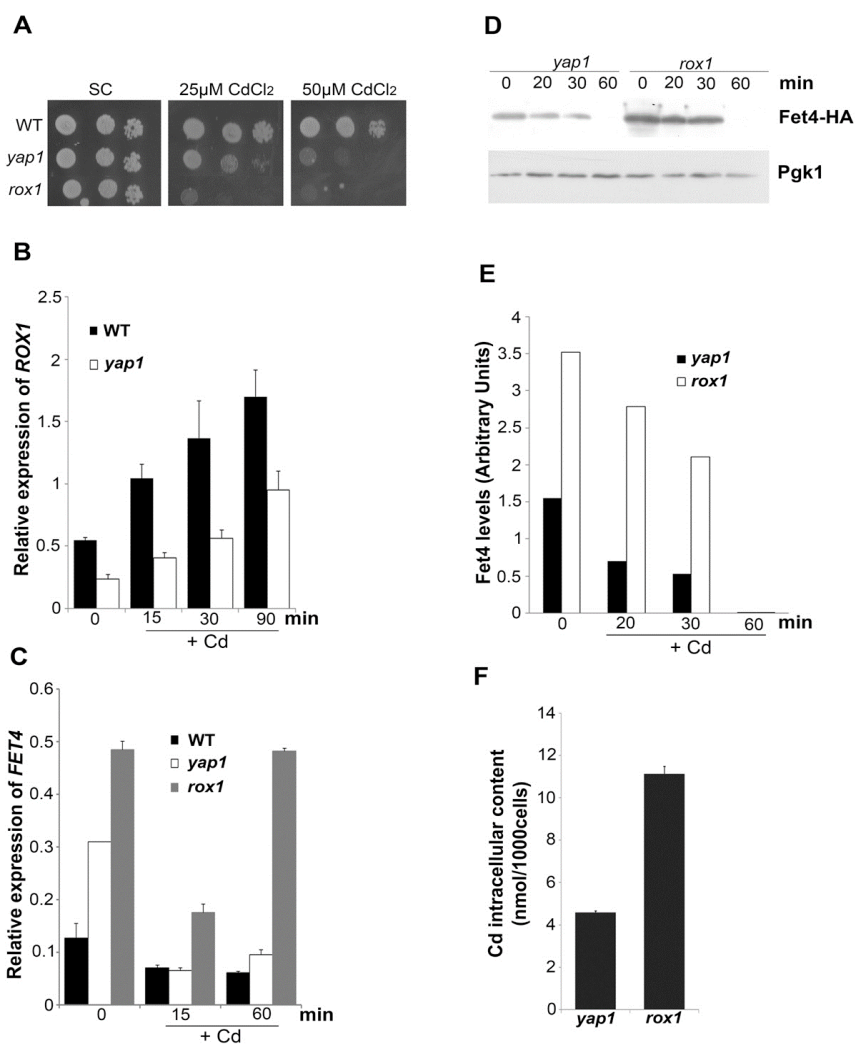 A
SC 25µM CdCl2 50µM CdCl2
WT
yap1
rox1
B
Relative expression of ROX1
2.5
2
1.5
1
0.5
0
WT
yap1
0 15 30 90 min
+ Cd
C
Relative expression of FET4
0.6
0.5
0.4
0.3
0.2
0.1
0
WT
yap1
rox1
0 15 60 min
+ Cd
D
yap1 rox1
0 20 30 60 0 20 30 60 min
Fet4-HA
Pgk1
E
Fet4 levels (Arbitrary Units)
4
3.5
3
2.5
2
1.5
1
0.5
0
yap1
rox1
0 20 30 60 min
+ Cd
F
Cd intracellular content
(nmol/1000cells)
14
12
10
8
6
4
2
0
yap1 rox1